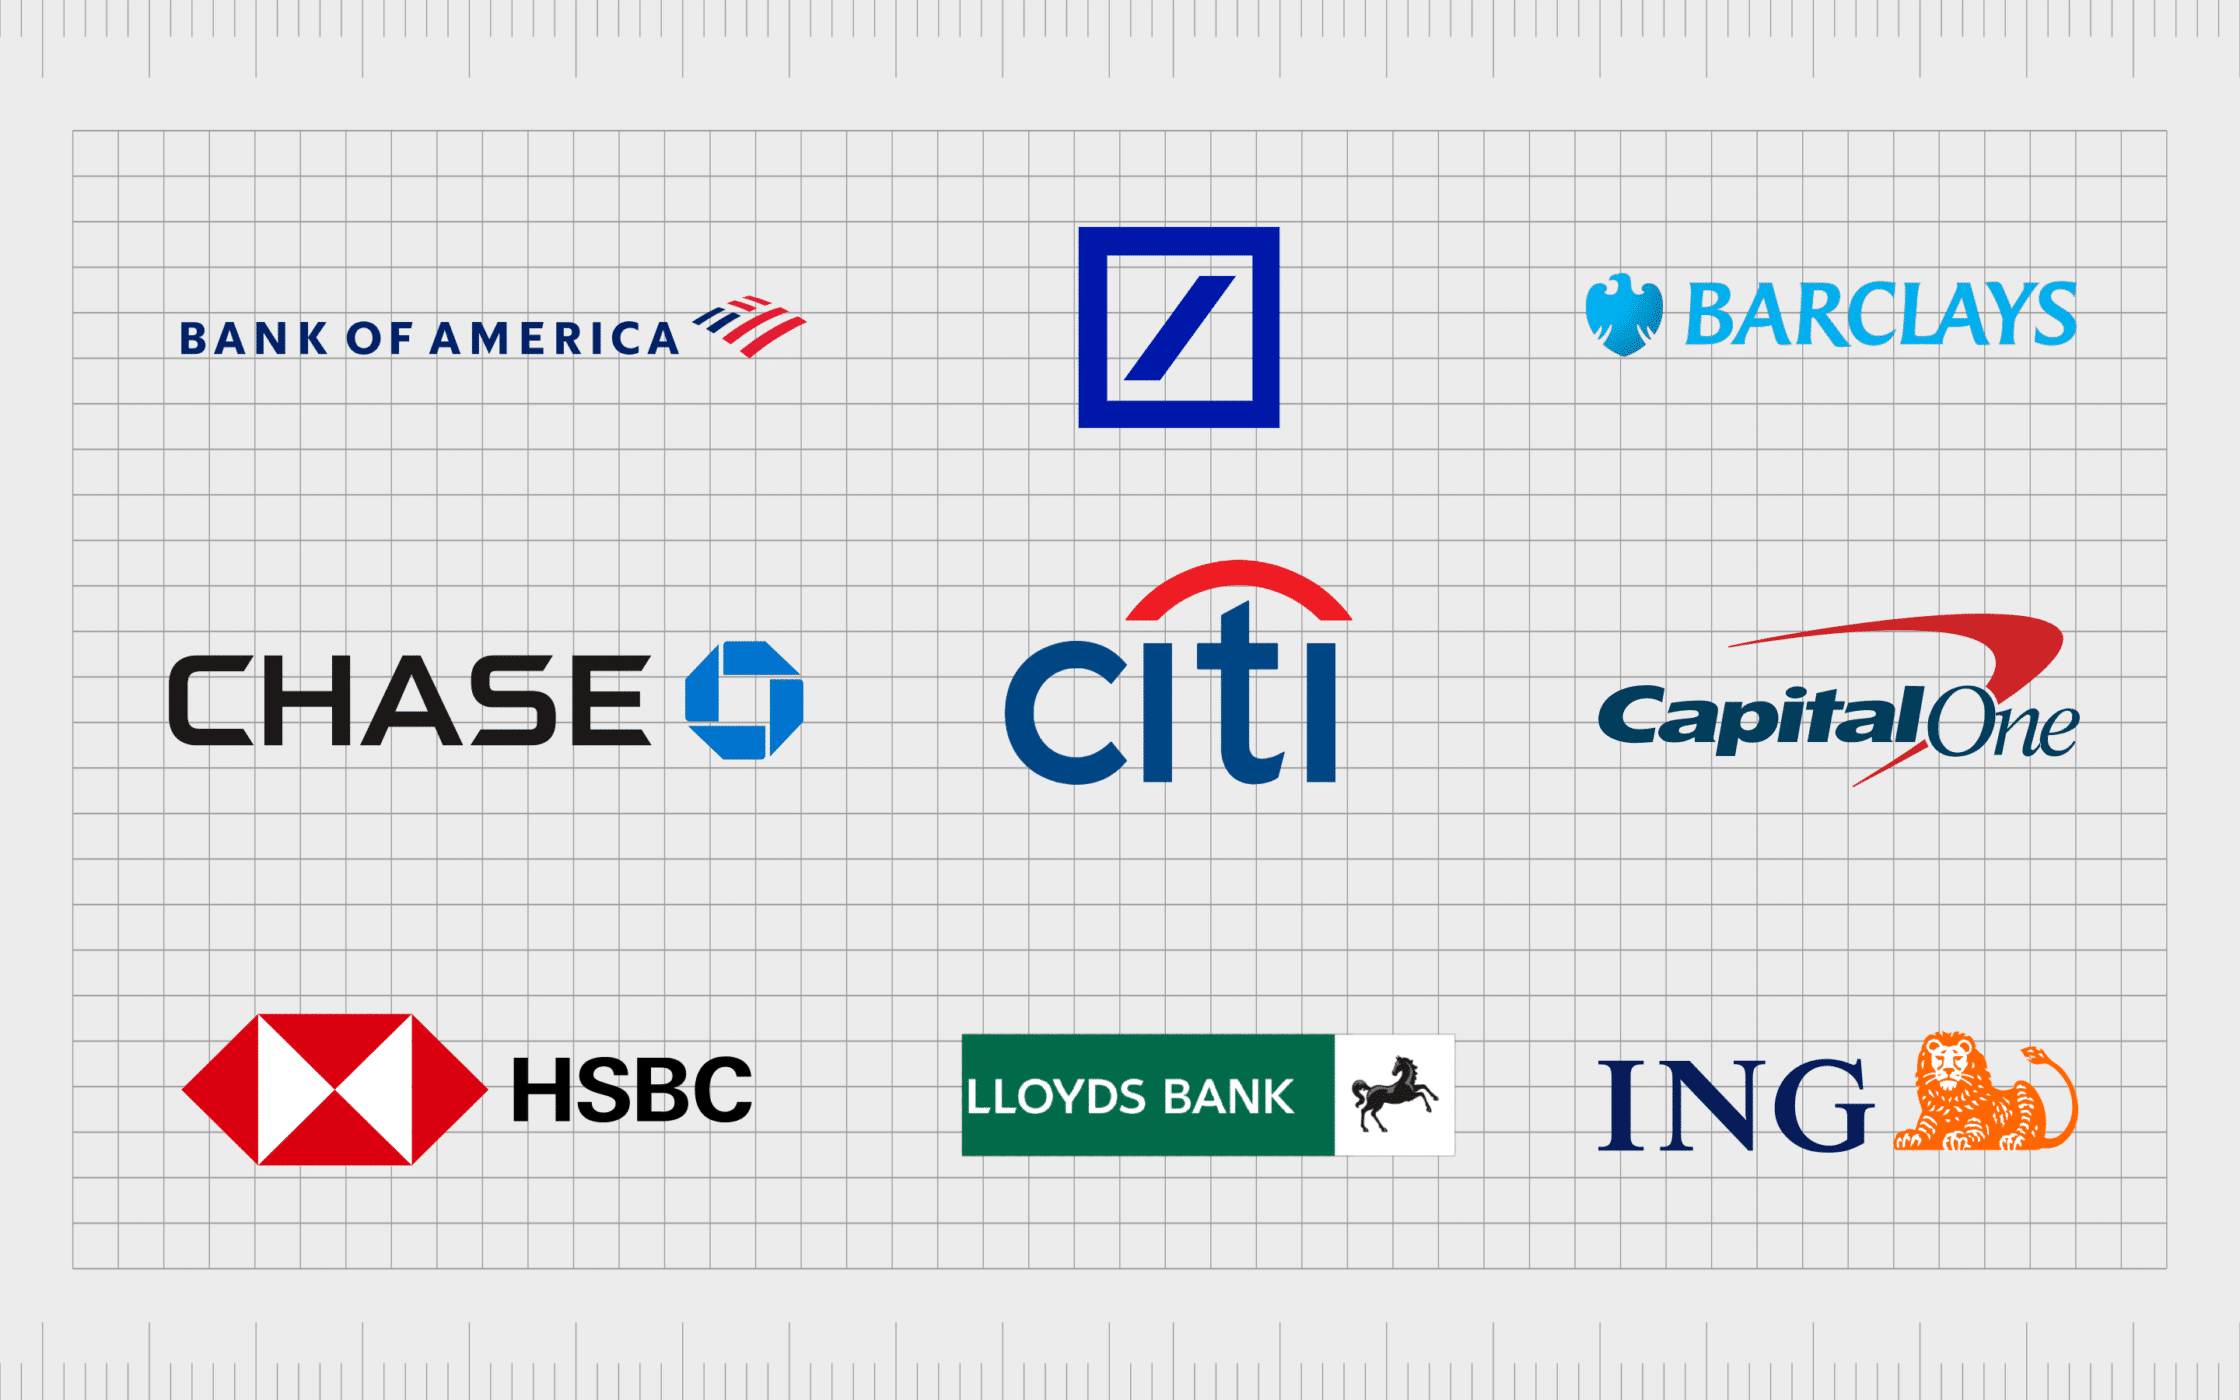 BANK OF AMERICA
BARCLAYS
CHASE
citi
CapitalOne
HSBC
LLOYDS BANK
ING